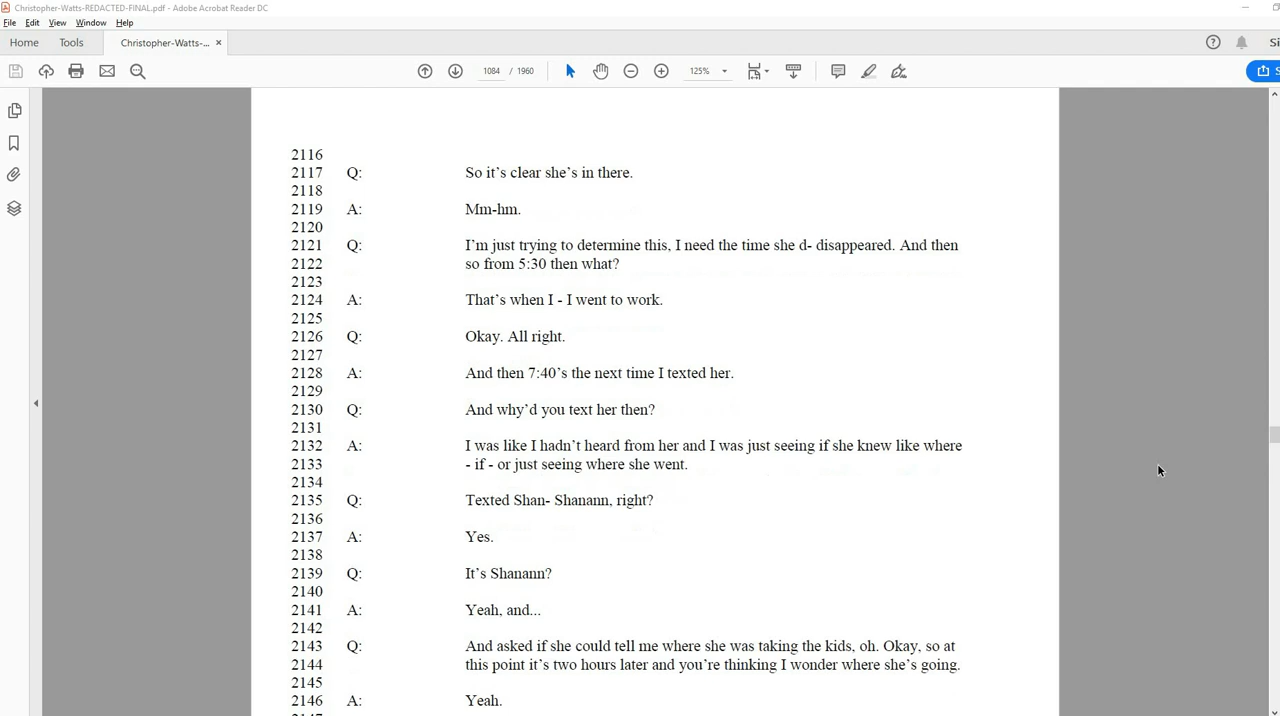 Christopher-Watts-REDACTED-FINAL.pdf - Adobe Acrobat Reader DC
File Edit View Window Help
Home Tools Christopher-Watts-... ×
1084 / 1960 125%
2116
2117 Q: So it's clear she's in there.
2118
2119 A: Mm-hm.
2120
2121 Q: I'm just trying to determine this, I need the time she d- disappeared. And then
2122 so from 5:30 then what?
2123
2124 A: That's when I - I went to work.
2125
2126 Q: Okay. All right.
2127
2128 A: And then 7:40's the next time I texted her.
2129
2130 Q: And why'd you text her then?
2131
2132 A: I was like I hadn't heard from her and I was just seeing if she knew like where
2133 - if - or just seeing where she went.
2134
2135 Q: Texted Shan- Shanann, right?
2136
2137 A: Yes.
2138
2139 Q: It's Shanann?
2140
2141 A: Yeah, and...
2142
2143 Q: And asked if she could tell me where she was taking the kids, oh. Okay, so at
2144 this point it's two hours later and you're thinking I wonder where she's going.
2145
2146 A: Yeah.